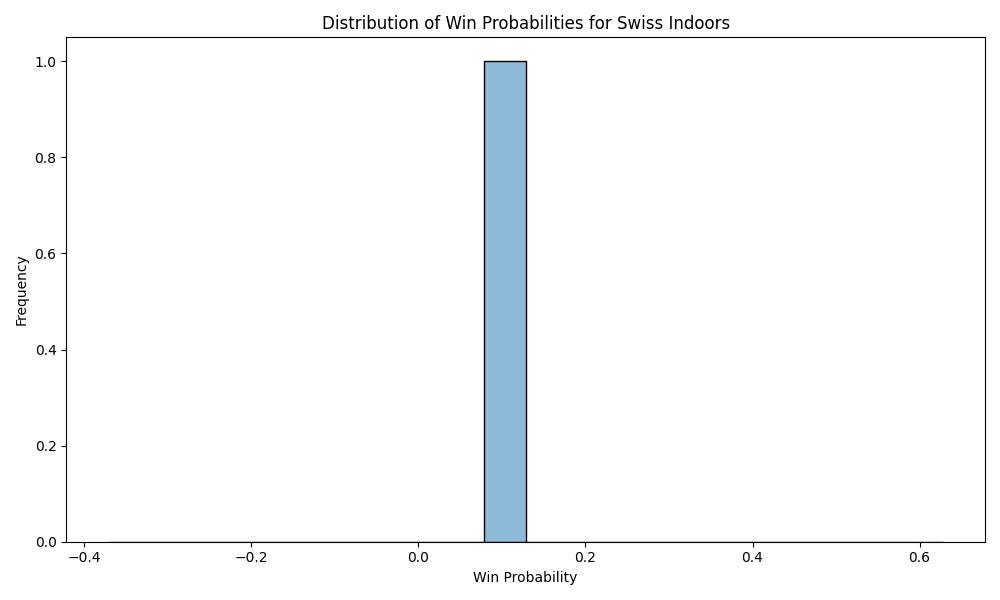 Distribution of Win Probabilities for Swiss Indoors
1.0
0.8
0.6
0.4
0.2
0.0
Frequency
−0.4 −0.2 0.0 0.2 0.4 0.6
Win Probability